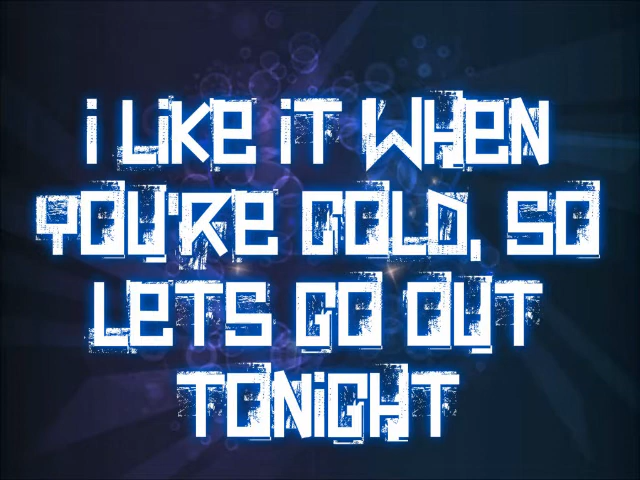 i LiKe iT WHeN
YOU'Re COLD, SO
LeTS GO OUT
TONiGHT